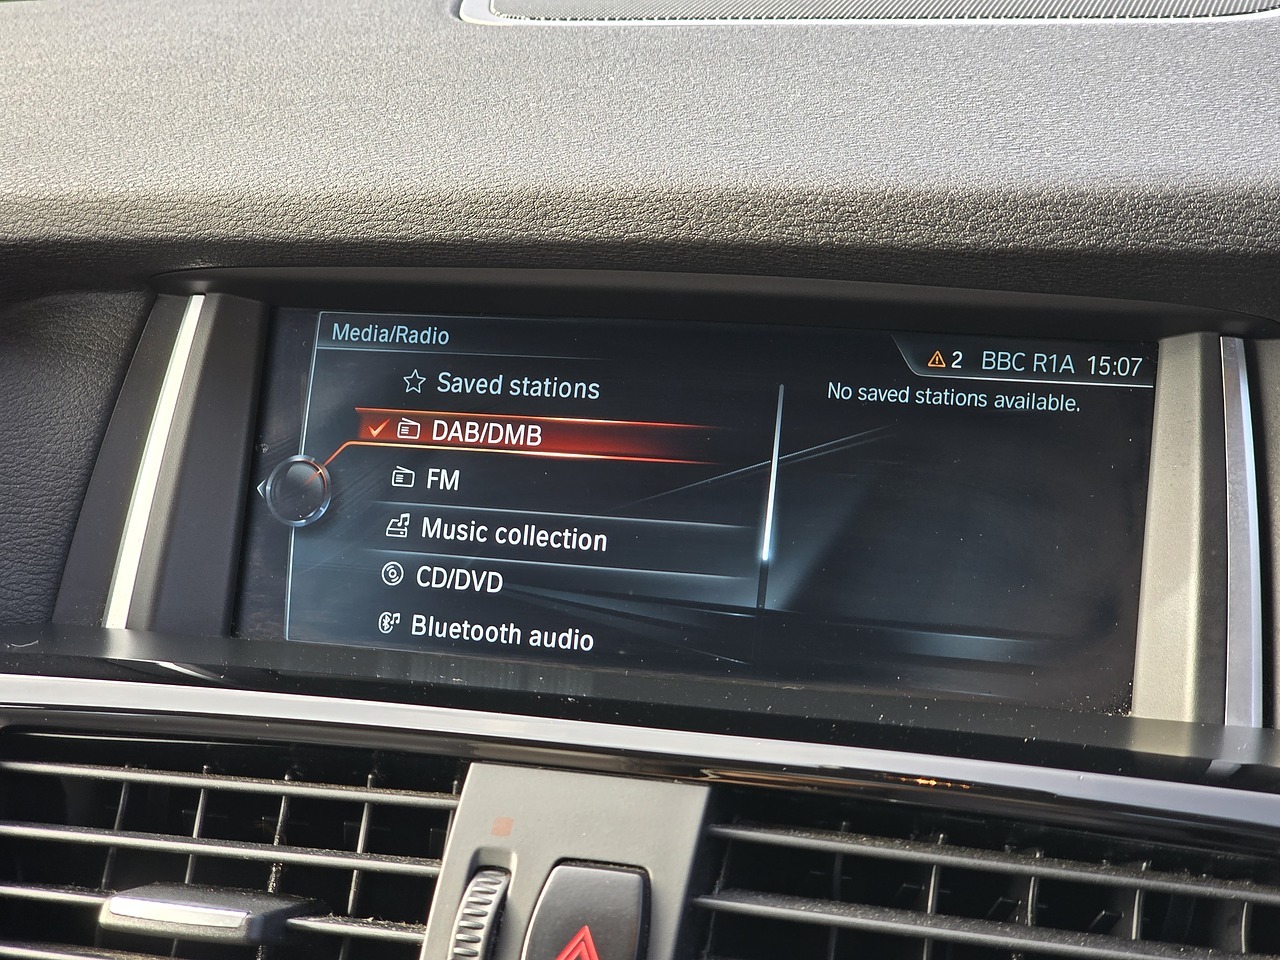 Media/Radio
2 BBC R1A 15:07
Saved stations
No saved stations available.
DAB/DMB
FM
Music collection
CD/DVD
Bluetooth audio